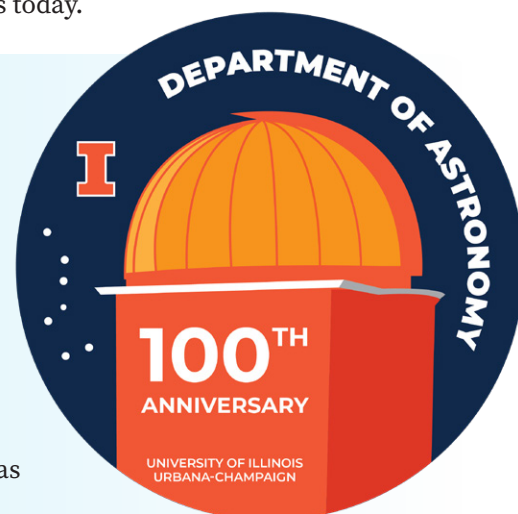 s today.
DEPARTMENT OF ASTRONOMY
I
100TH
ANNIVERSARY
UNIVERSITY OF ILLINOIS
URBANA-CHAMPAIGN
as